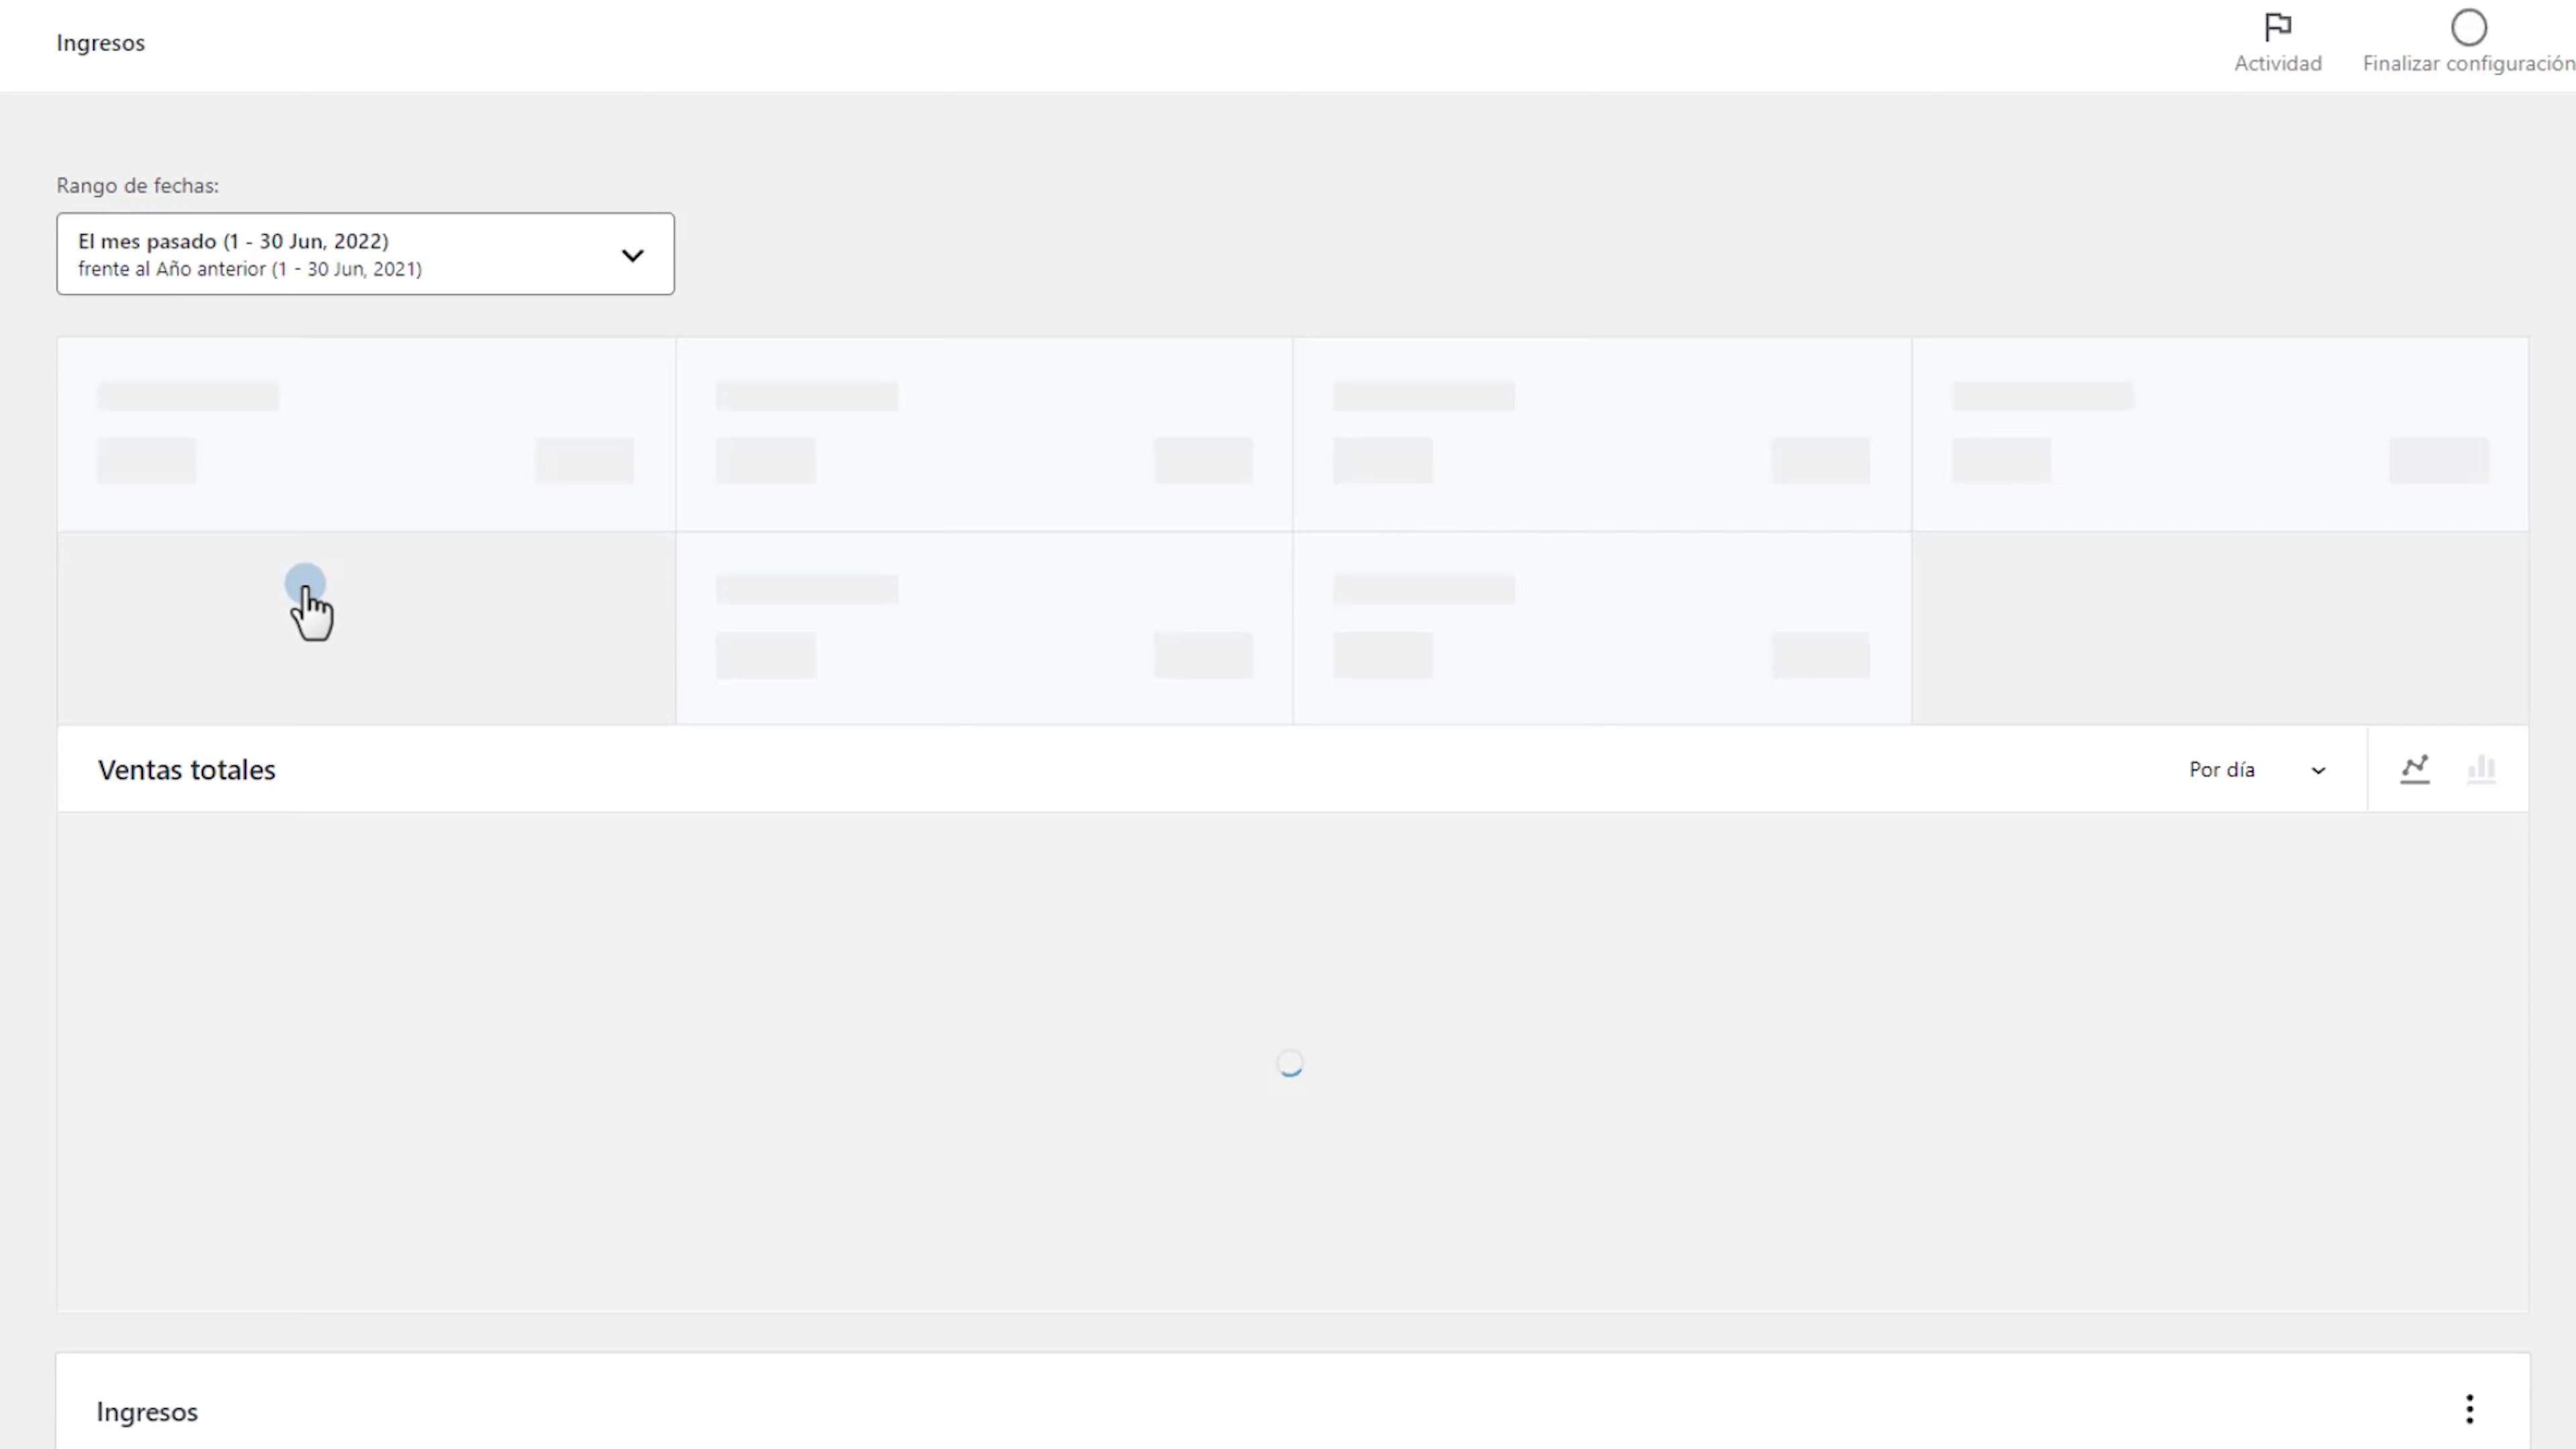 Ingresos
Actividad
Finalizar configuración
Rango de fechas:
El mes pasado (1 - 30 Jun, 2022)
frente al Año anterior (1 - 30 Jun, 2021)
Ventas totales
Por día
Ingresos